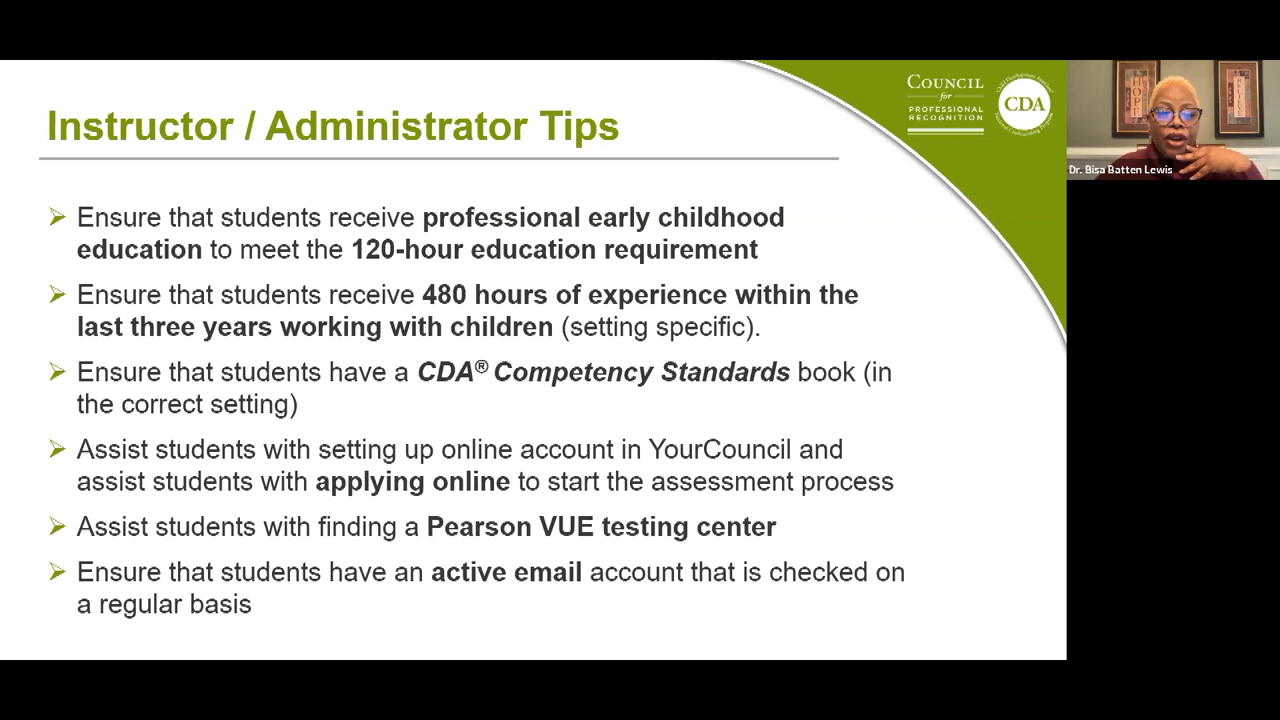 Instructor / Administrator Tips
COUNCIL
for
PROFESSIONAL
RECOGNITION
CDA
Dr. Bisa Batten Lewis
Ensure that students receive professional early childhood
education to meet the 120-hour education requirement
Ensure that students receive 480 hours of experience within the
last three years working with children (setting specific).
Ensure that students have a CDA® Competency Standards book (in
the correct setting)
Assist students with setting up online account in YourCouncil and
assist students with applying online to start the assessment process
Assist students with finding a Pearson VUE testing center
Ensure that students have an active email account that is checked on
a regular basis